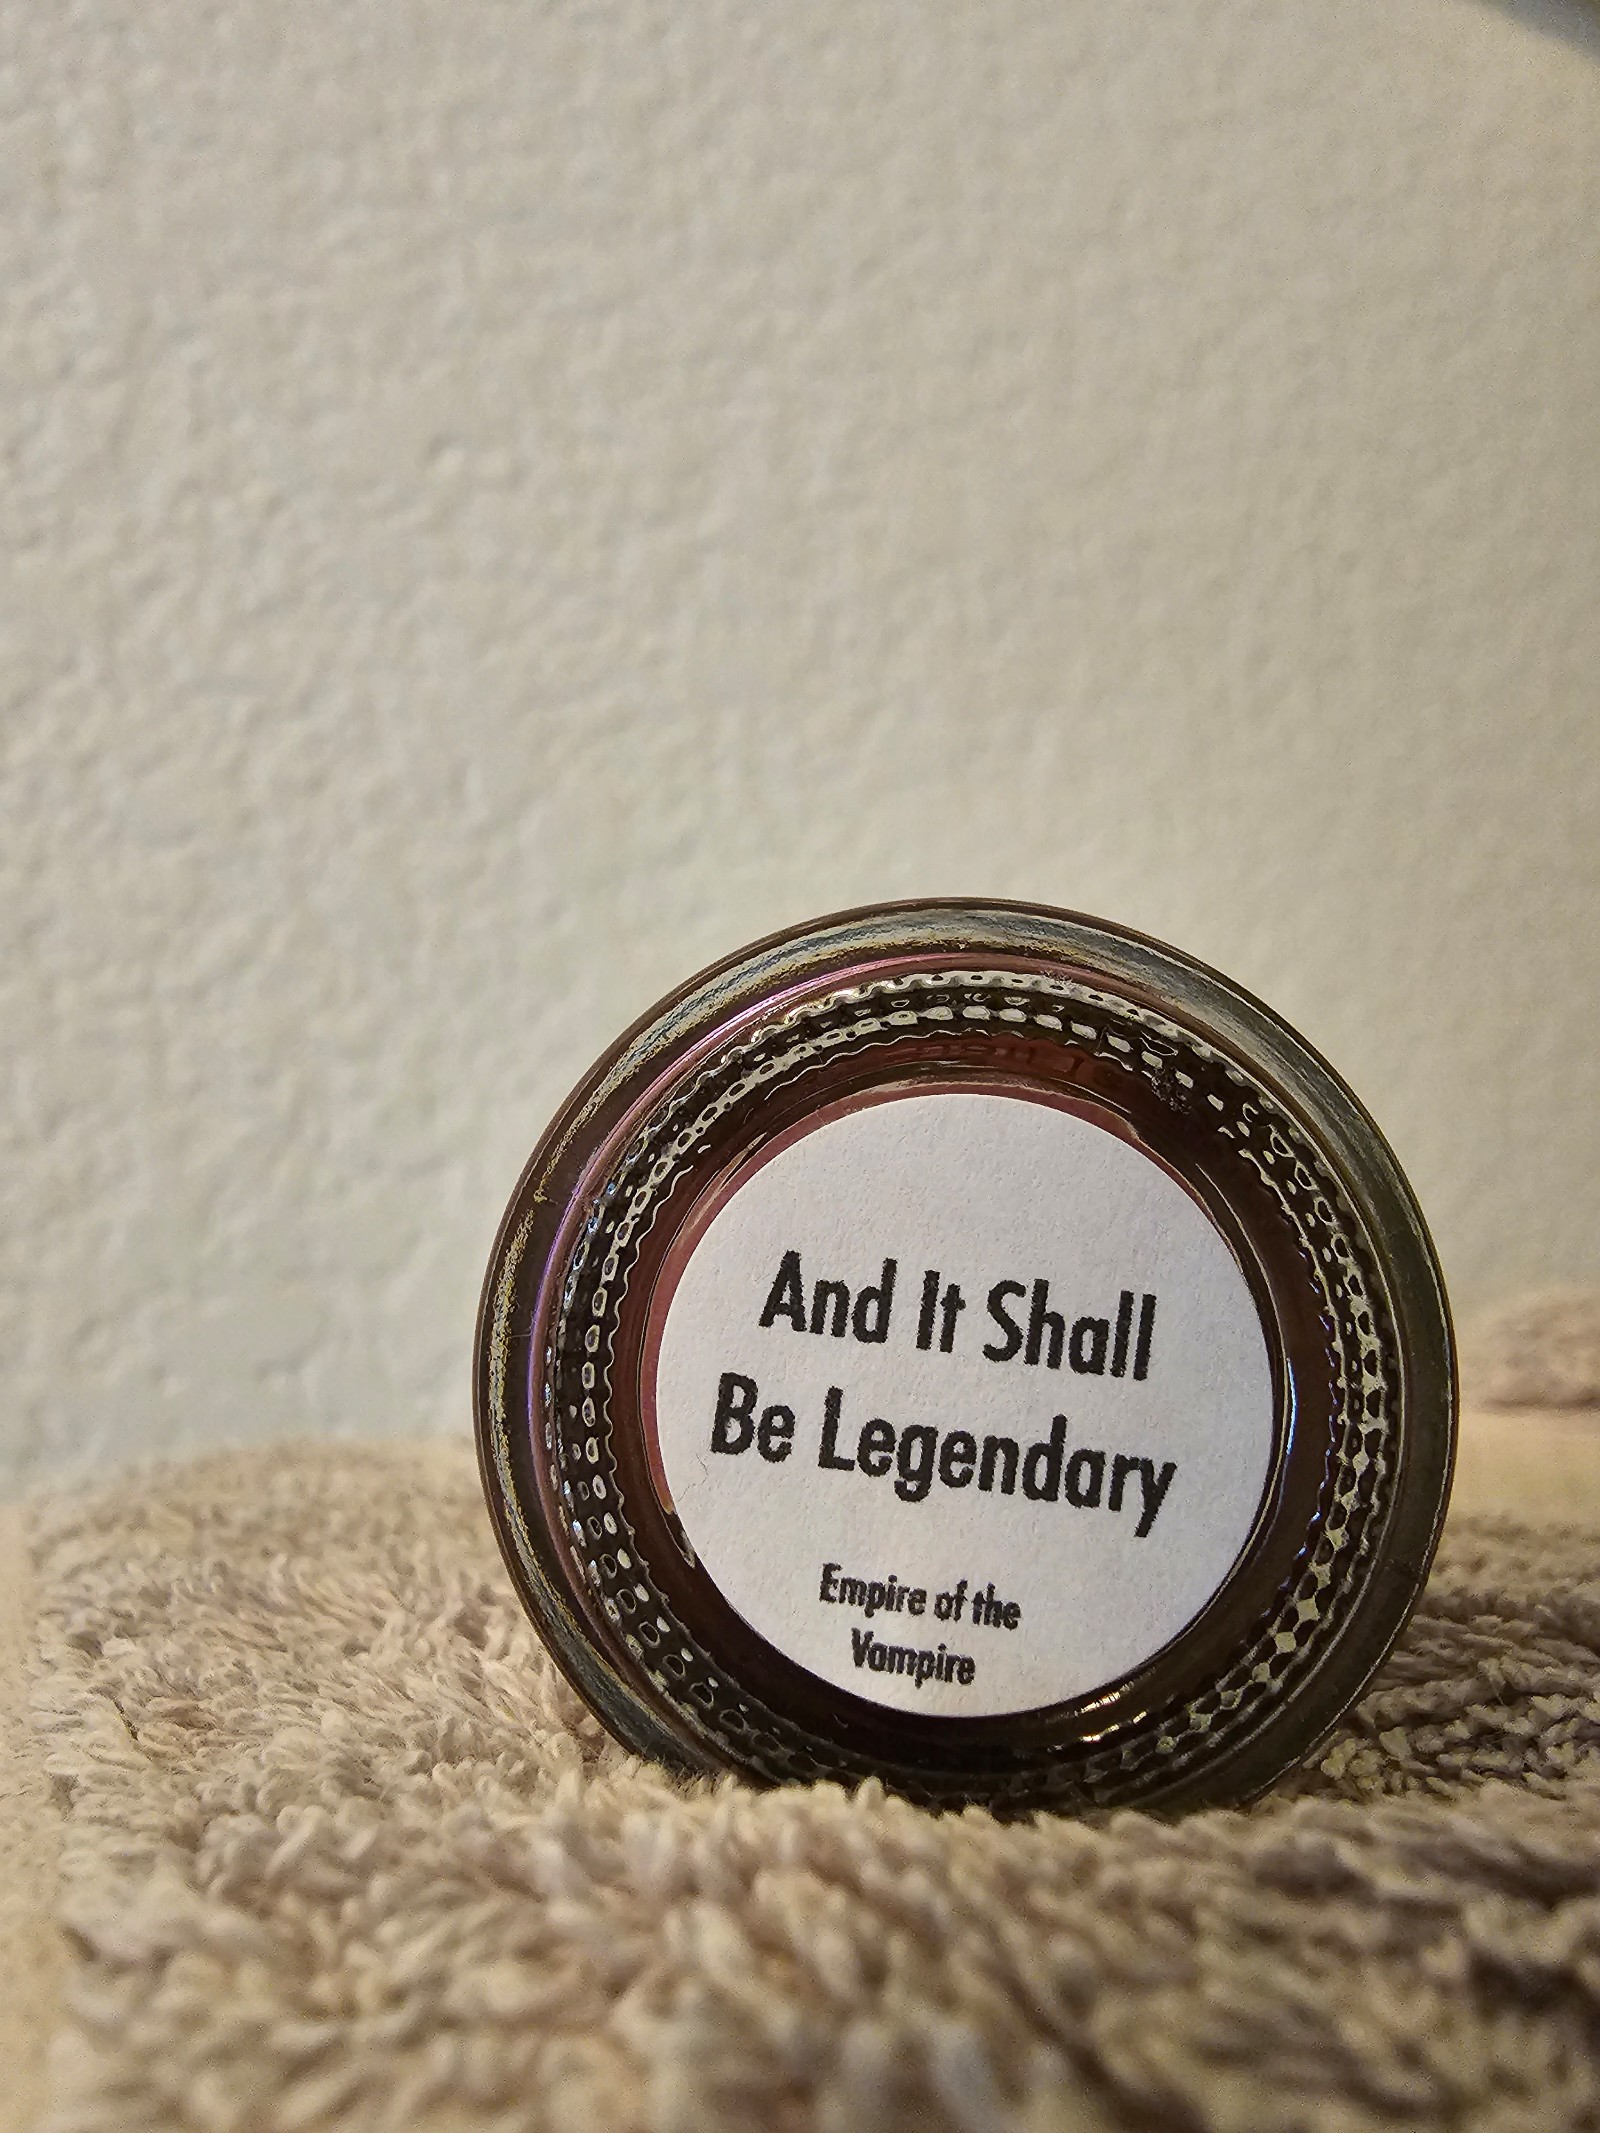 And It Shall
Be Legendary
Empire of the
Vampire